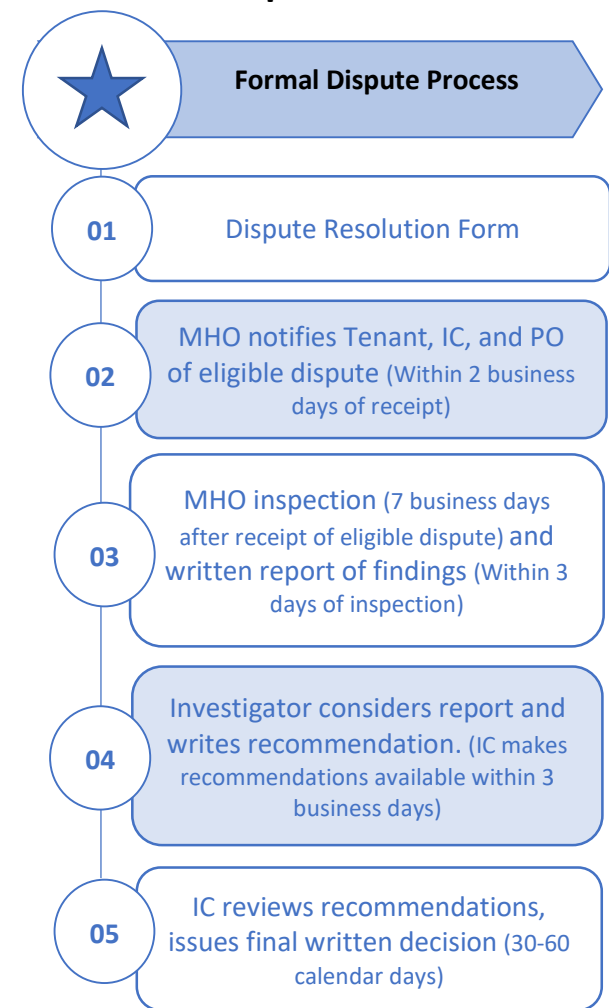 Formal Dispute Process
01
Dispute Resolution Form
02
MHO notifies Tenant, IC, and PO
of eligible dispute (Within 2 business
days of receipt)
03
MHO inspection (7 business days
after receipt of eligible dispute) and
written report of findings (Within 3
days of inspection)
04
Investigator considers report and
writes recommendation. (IC makes
recommendations available within 3
business days)
05
IC reviews recommendations,
issues final written decision (30-60
calendar days)